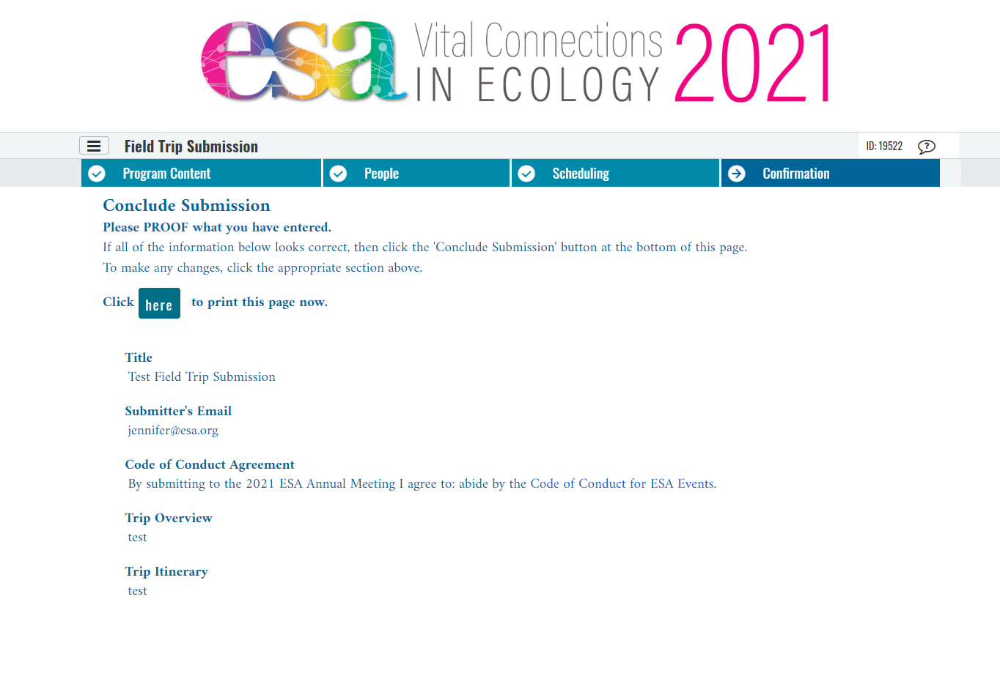 esa Vital Connections IN ECOLOGY 2021
Field Trip Submission
ID: 19522 ?
Program Content
People
Scheduling
Confirmation
Conclude Submission
Please PROOF what you have entered.
If all of the information below looks correct, then click the 'Conclude Submission' button at the bottom of this page.
To make any changes, click the appropriate section above.
Click here to print this page now.
Title
Test Field Trip Submission
Submitter's Email
jennifer@esa.org
Code of Conduct Agreement
By submitting to the 2021 ESA Annual Meeting I agree to: abide by the Code of Conduct for ESA Events.
Trip Overview
test
Trip Itinerary
test